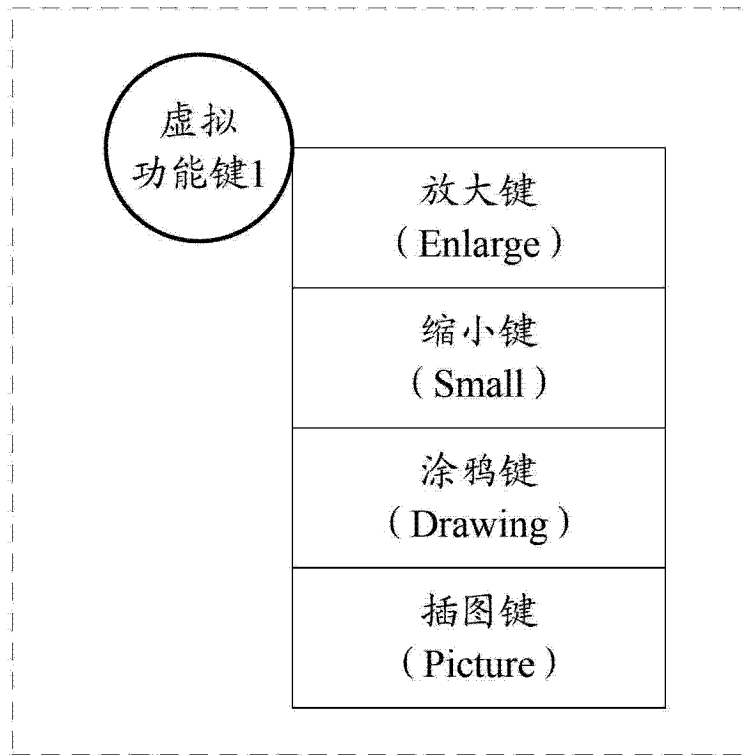 虚拟
功能键1
放大键
（Enlarge）
缩小键
（Small）
涂鸦键
（Drawing）
插图键
（Picture）